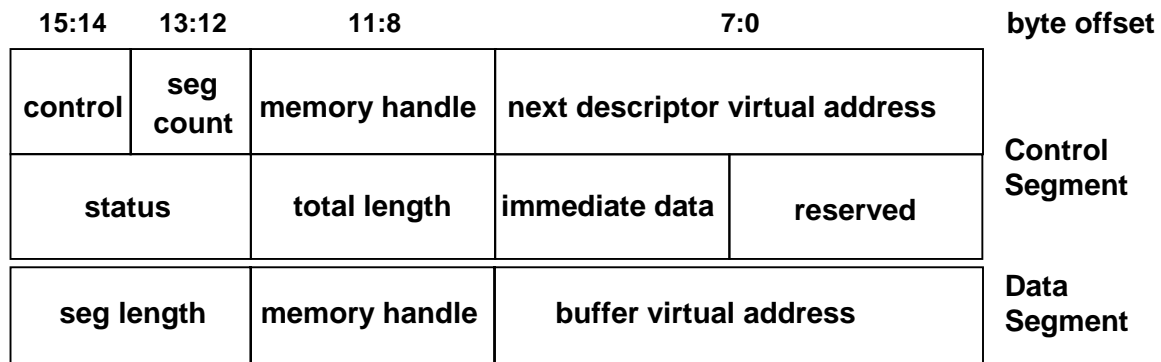 15:14 13:12 11:8 7:0 byte offset
control seg count memory handle next descriptor virtual address
Control Segment
status total length immediate data reserved
seg length memory handle buffer virtual address
Data Segment